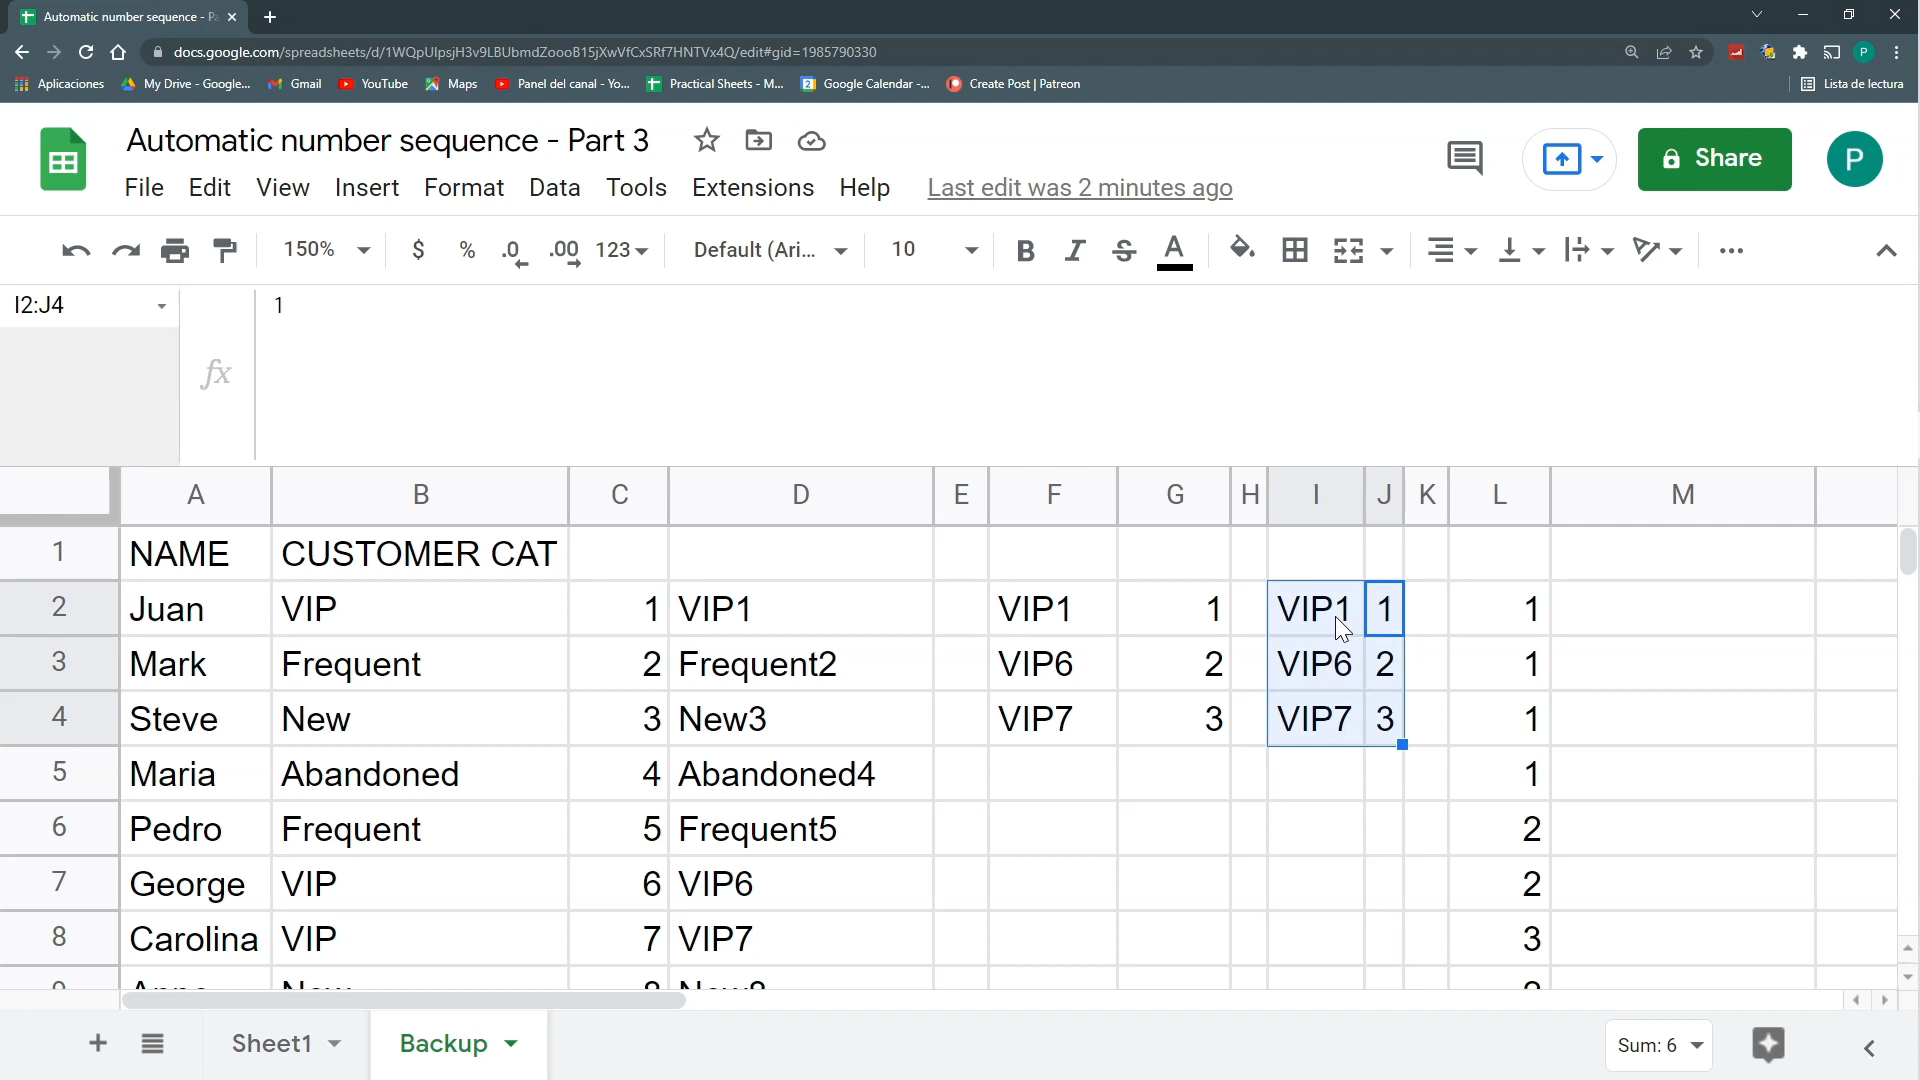 Automatic number sequence - Pa
docs.google.com/spreadsheets/d/1WQpUIpsjH3v9LBUbmdZoooB15jXwVfCxSRf7HNTVx4Q/edit#gid=1985790330
Aplicaciones My Drive - Google... Gmail YouTube Maps Panel del canal - Yo... Practical Sheets - M... Google Calendar -... Create Post | Patreon Lista de lectura
Automatic number sequence - Part 3
Share
P
File Edit View Insert Format Data Tools Extensions Help Last edit was 2 minutes ago
150% $ % .0 .00 123 Default (Ari... 10 B I S A
I2:J4
1
fx
A B C D E F G H I J K L M
1 NAME CUSTOMER CAT
2 Juan VIP 1 VIP1 VIP1 1 VIP1 1 1
3 Mark Frequent 2 Frequent2 VIP6 2 VIP6 2 1
4 Steve New 3 New3 VIP7 3 VIP7 3 1
5 Maria Abandoned 4 Abandoned4 1
6 Pedro Frequent 5 Frequent5 2
7 George VIP 6 VIP6 2
8 Carolina VIP 7 VIP7 3
Sheet1 Backup Sum: 6